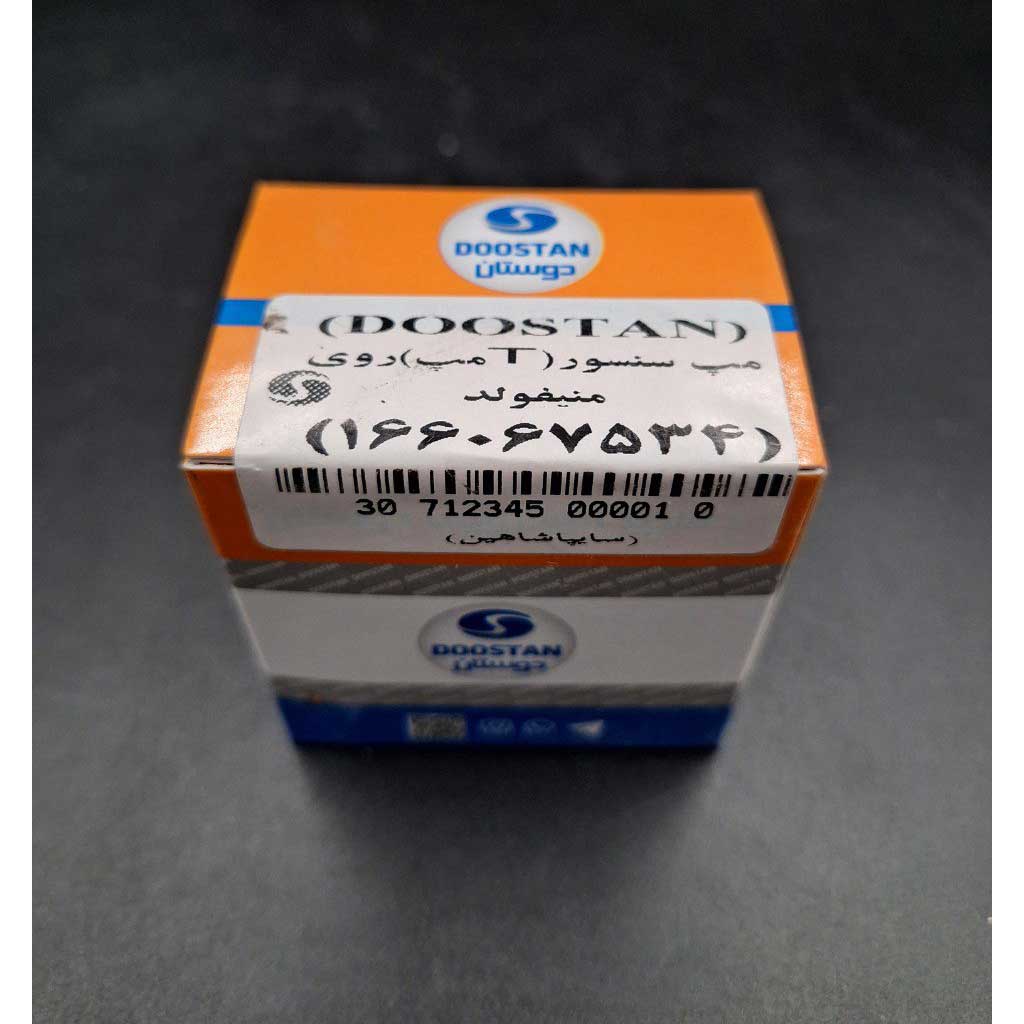 DOOSTAN
دوستان
(DOOSTAN)
مپ سنسور(T مپ)روی
منیفولد
(۱۶۶۰۶۷۵۳۴)
30 712345 00001 0
(سایپاشاهین)
DOOSTAN
دوستان